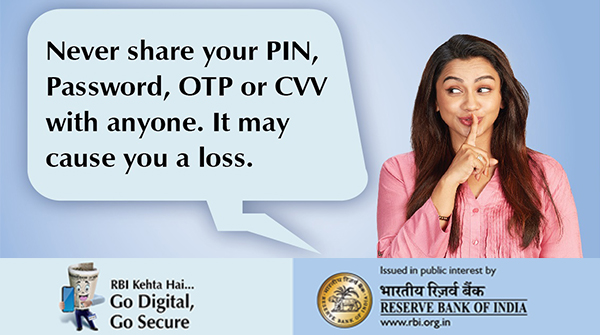 Never share your PIN,
Password, OTP or CVV
with anyone. It may
cause you a loss.
RBI Kehta Hai...
Go Digital,
Go Secure
Issued in public interest by
भारतीय रिज़र्व बैंक
RESERVE BANK OF INDIA
www.rbi.org.in